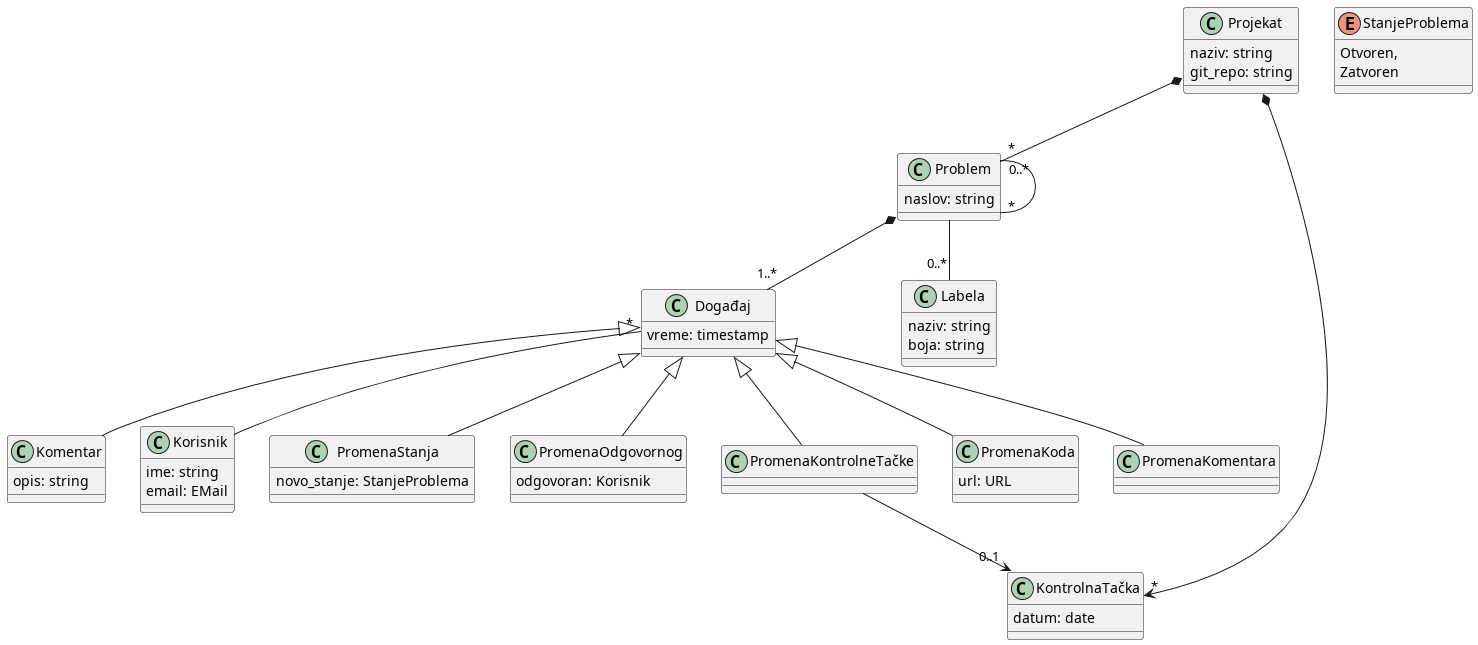 C Projekat
naziv: string
git_repo: string
E StanjeProblema
Otvoren,
Zatvoren
*
C Problem
naslov: string
0..*
*
1..*
0..*
C Događaj
vreme: timestamp
*
C Labela
naziv: string
boja: string
C Komentar
opis: string
C Korisnik
ime: string
email: EMail
C PromenaStanja
novo_stanje: StanjeProblema
C PromenaOdgovornog
odgovoran: Korisnik
C PromenaKontrolneTačke
C PromenaKoda
url: URL
C PromenaKomentara
0..1
*
C KontrolnaTačka
datum: date